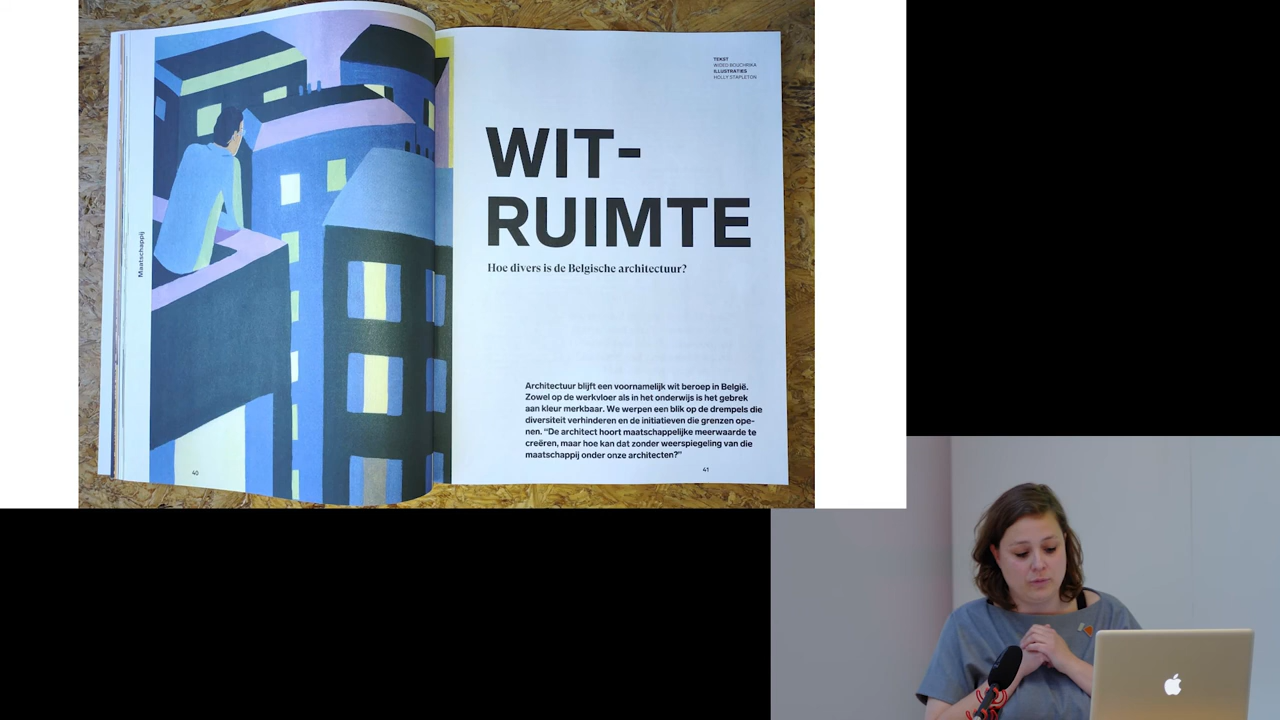 Maatschappij
40
TEKST
WIDED BOUCHRIKA
ILLUSTRATIES
HOLLY STAPLETON
WIT-
RUIMTE
Hoe divers is de Belgische architectuur?
Architectuur blijft een voornamelijk wit beroep in België.
Zowel op de werkvloer als in het onderwijs is het gebrek
aan kleur merkbaar. We werpen een blik op de drempels die
diversiteit verhinderen en de initiatieven die grenzen ope-
nen. “De architect hoort maatschappelijke meerwaarde te
creëren, maar hoe kan dat zonder weerspiegeling van die
maatschappij onder onze architecten?”
41